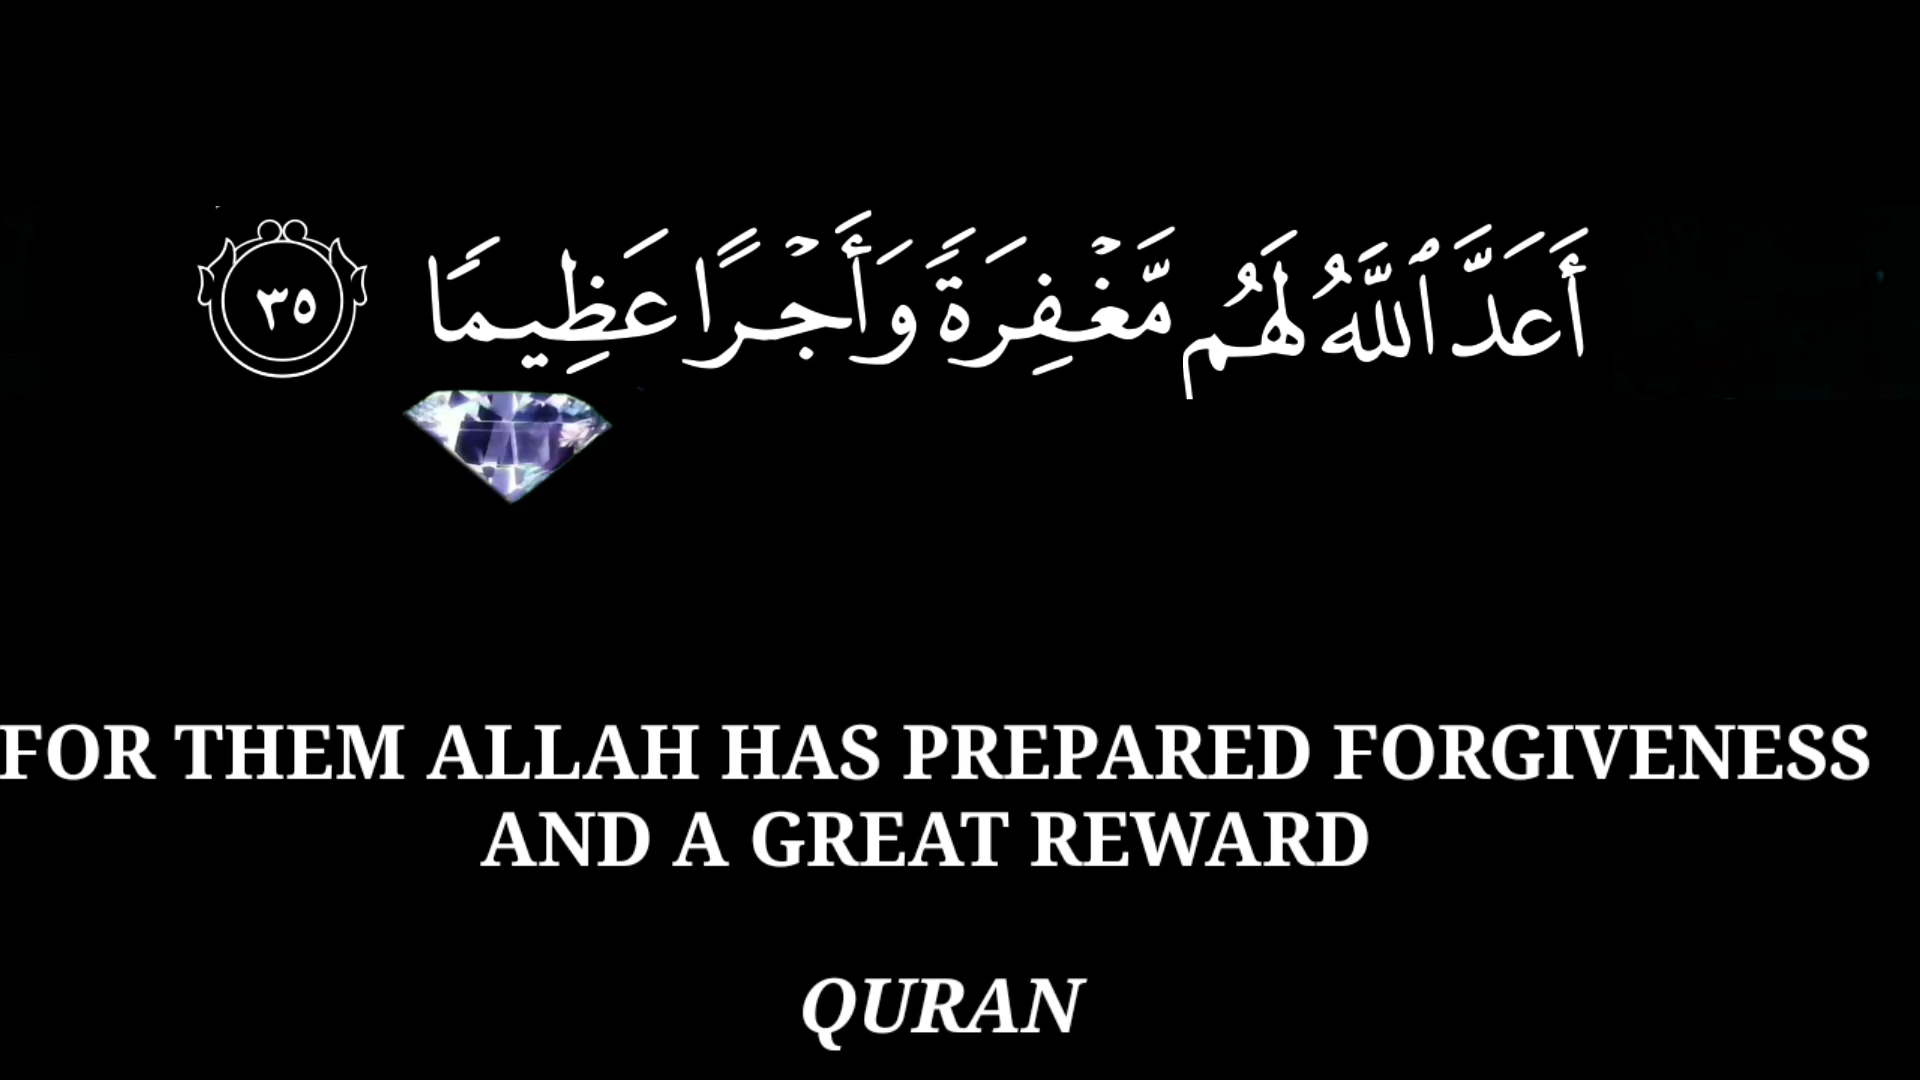 أَعَدَّ ٱللَّهُ لَهُم مَّغْفِرَةً وَأَجْرًا عَظِيمًا ٣٥
FOR THEM ALLAH HAS PREPARED FORGIVENESS
AND A GREAT REWARD
QURAN